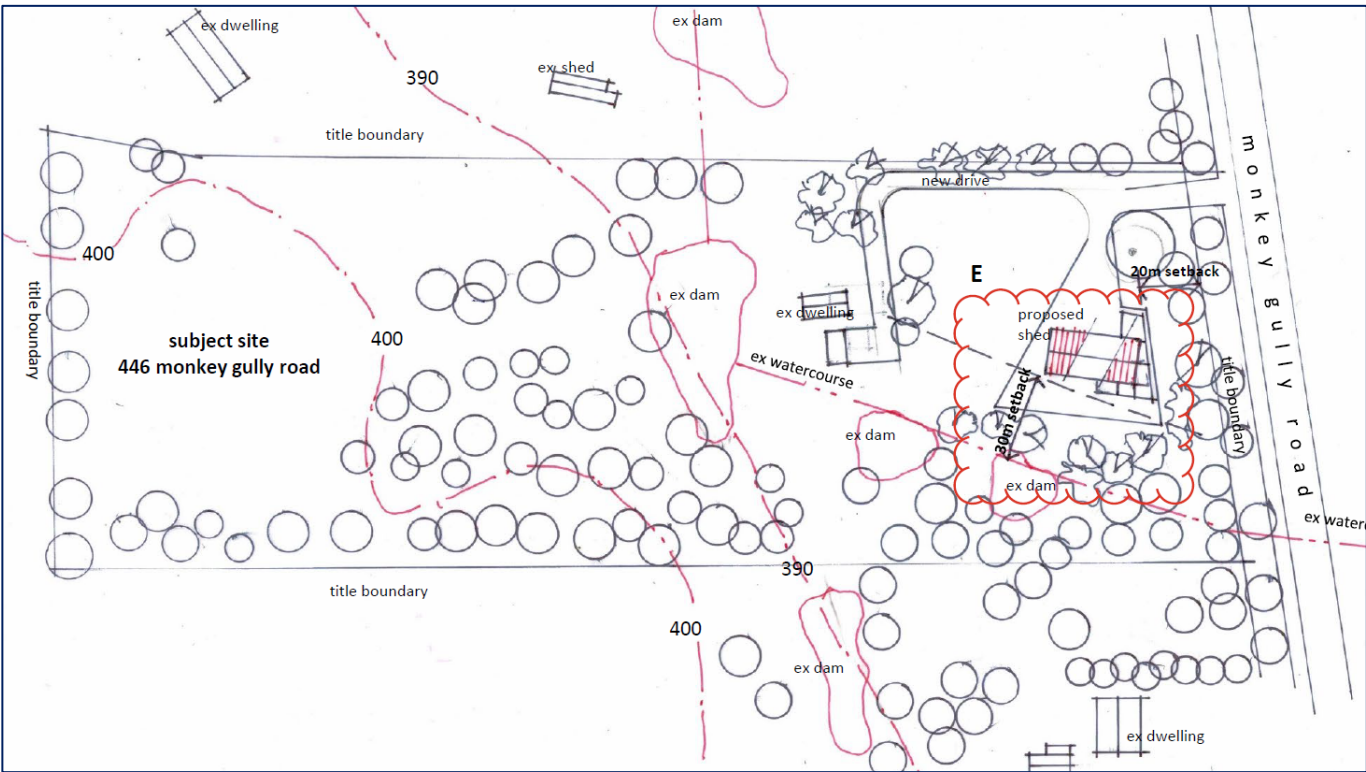 ex dwelling
ex dam
390
ex shed
title boundary
new drive
monkey gully road
400
title boundary
E
20m setback
ex dam
ex dwelling
proposed
shed
subject site
446 monkey gully road
400
ex watercourse
title boundary
30m setback
ex dam
ex dam
ex waterc
390
title boundary
400
ex dam
ex dwelling